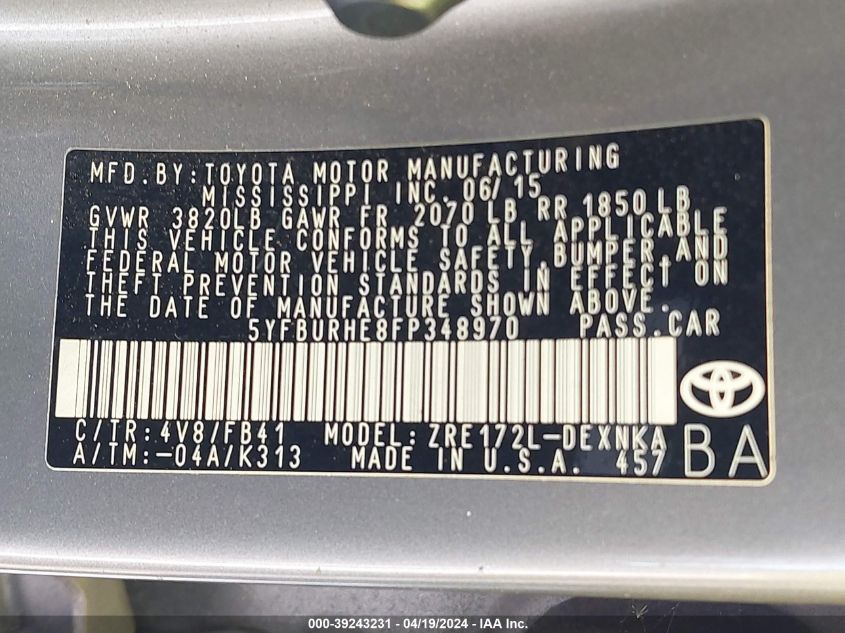 MFD. BY: TOYOTA MOTOR MANUFACTURING
MISSISSIPPI INC. 06/15
GVWR 3820LB GAWR FR 2070 LB RR 1850 LB
THIS VEHICLE CONFORMS TO ALL APPLICABLE
FEDERAL MOTOR VEHICLE SAFETY, BUMPER, AND
THEFT PREVENTION STANDARDS IN EFFECT ON
THE DATE OF MANUFACTURE SHOWN ABOVE.
5YFBURHE8FP348970 PASS. CAR
C/TR: 4V8/FB41 MODEL: ZRE172L-DEXNKA
A/TM: -04A/K313 MADE IN U.S.A. 457
BA
000-39243231 - 04/19/2024 - IAA Inc.